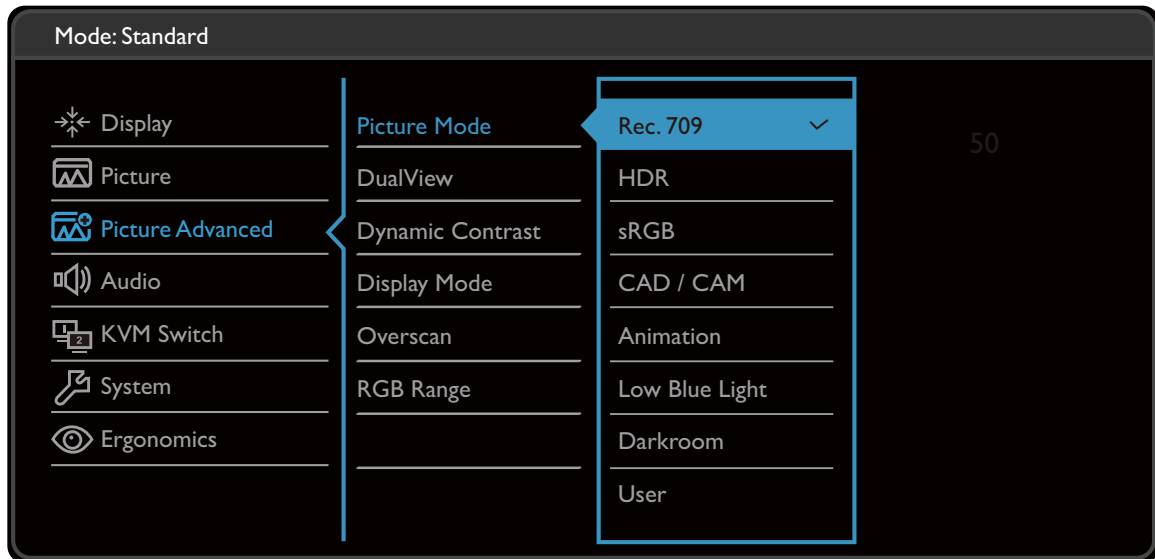 Mode: Standard
Display
Picture
Picture Advanced
Audio
2
KVM Switch
System
Ergonomics
Picture Mode
DualView
Dynamic Contrast
Display Mode
Overscan
RGB Range
Rec. 709
HDR
sRGB
CAD / CAM
Animation
Low Blue Light
Darkroom
User
50